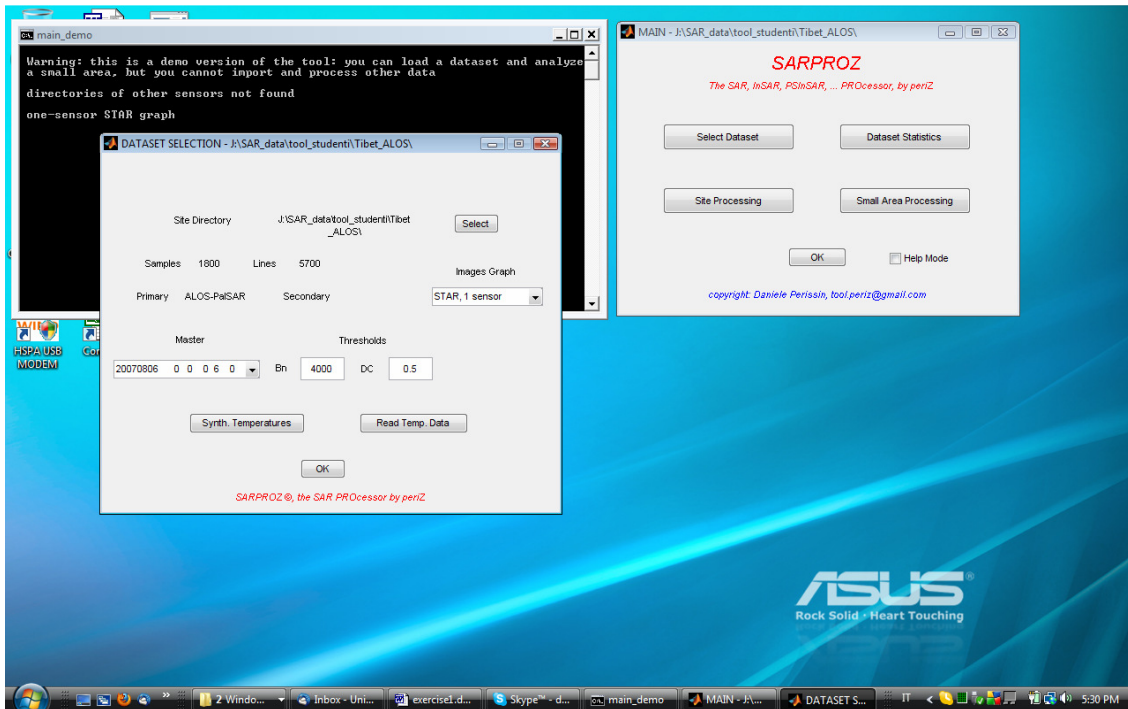 main_demo
Warning: this is a demo version of the tool: you can load a dataset and analyze
a small area, but you cannot import and process other data
directories of other sensors not found
one-sensor STAR graph
DATASET SELECTION - J:\SAR_data\tool_studenti\Tibet_ALOS\
Site Directory J:\SAR_data\tool_studenti\Tibet
_ALOS\ Select
Samples 1800 Lines 5700
Images Graph
Primary ALOS-PalSAR Secondary STAR, 1 sensor
Master Thresholds
20070806 0 0 0 6 0 Bn 4000 DC 0.5
Synth. Temperatures Read Temp. Data
OK
SARPROZ ©, the SAR PROcessor by periZ
MAIN - J:\SAR_data\tool_studenti\Tibet_ALOS\
SARPROZ
The SAR, InSAR, PSInSAR, ... PROcessor, by periZ
Select Dataset Dataset Statistics
Site Processing Small Area Processing
OK Help Mode
copyright: Daniele Perissin, tool.periz@gmail.com
HSPA USB
MODEM
ASUS
Rock Solid · Heart Touching
2 Windo... Inbox - Uni... exercise1.d... Skype™ - d... main_demo MAIN - J:\... DATASET S... IT 5:30 PM